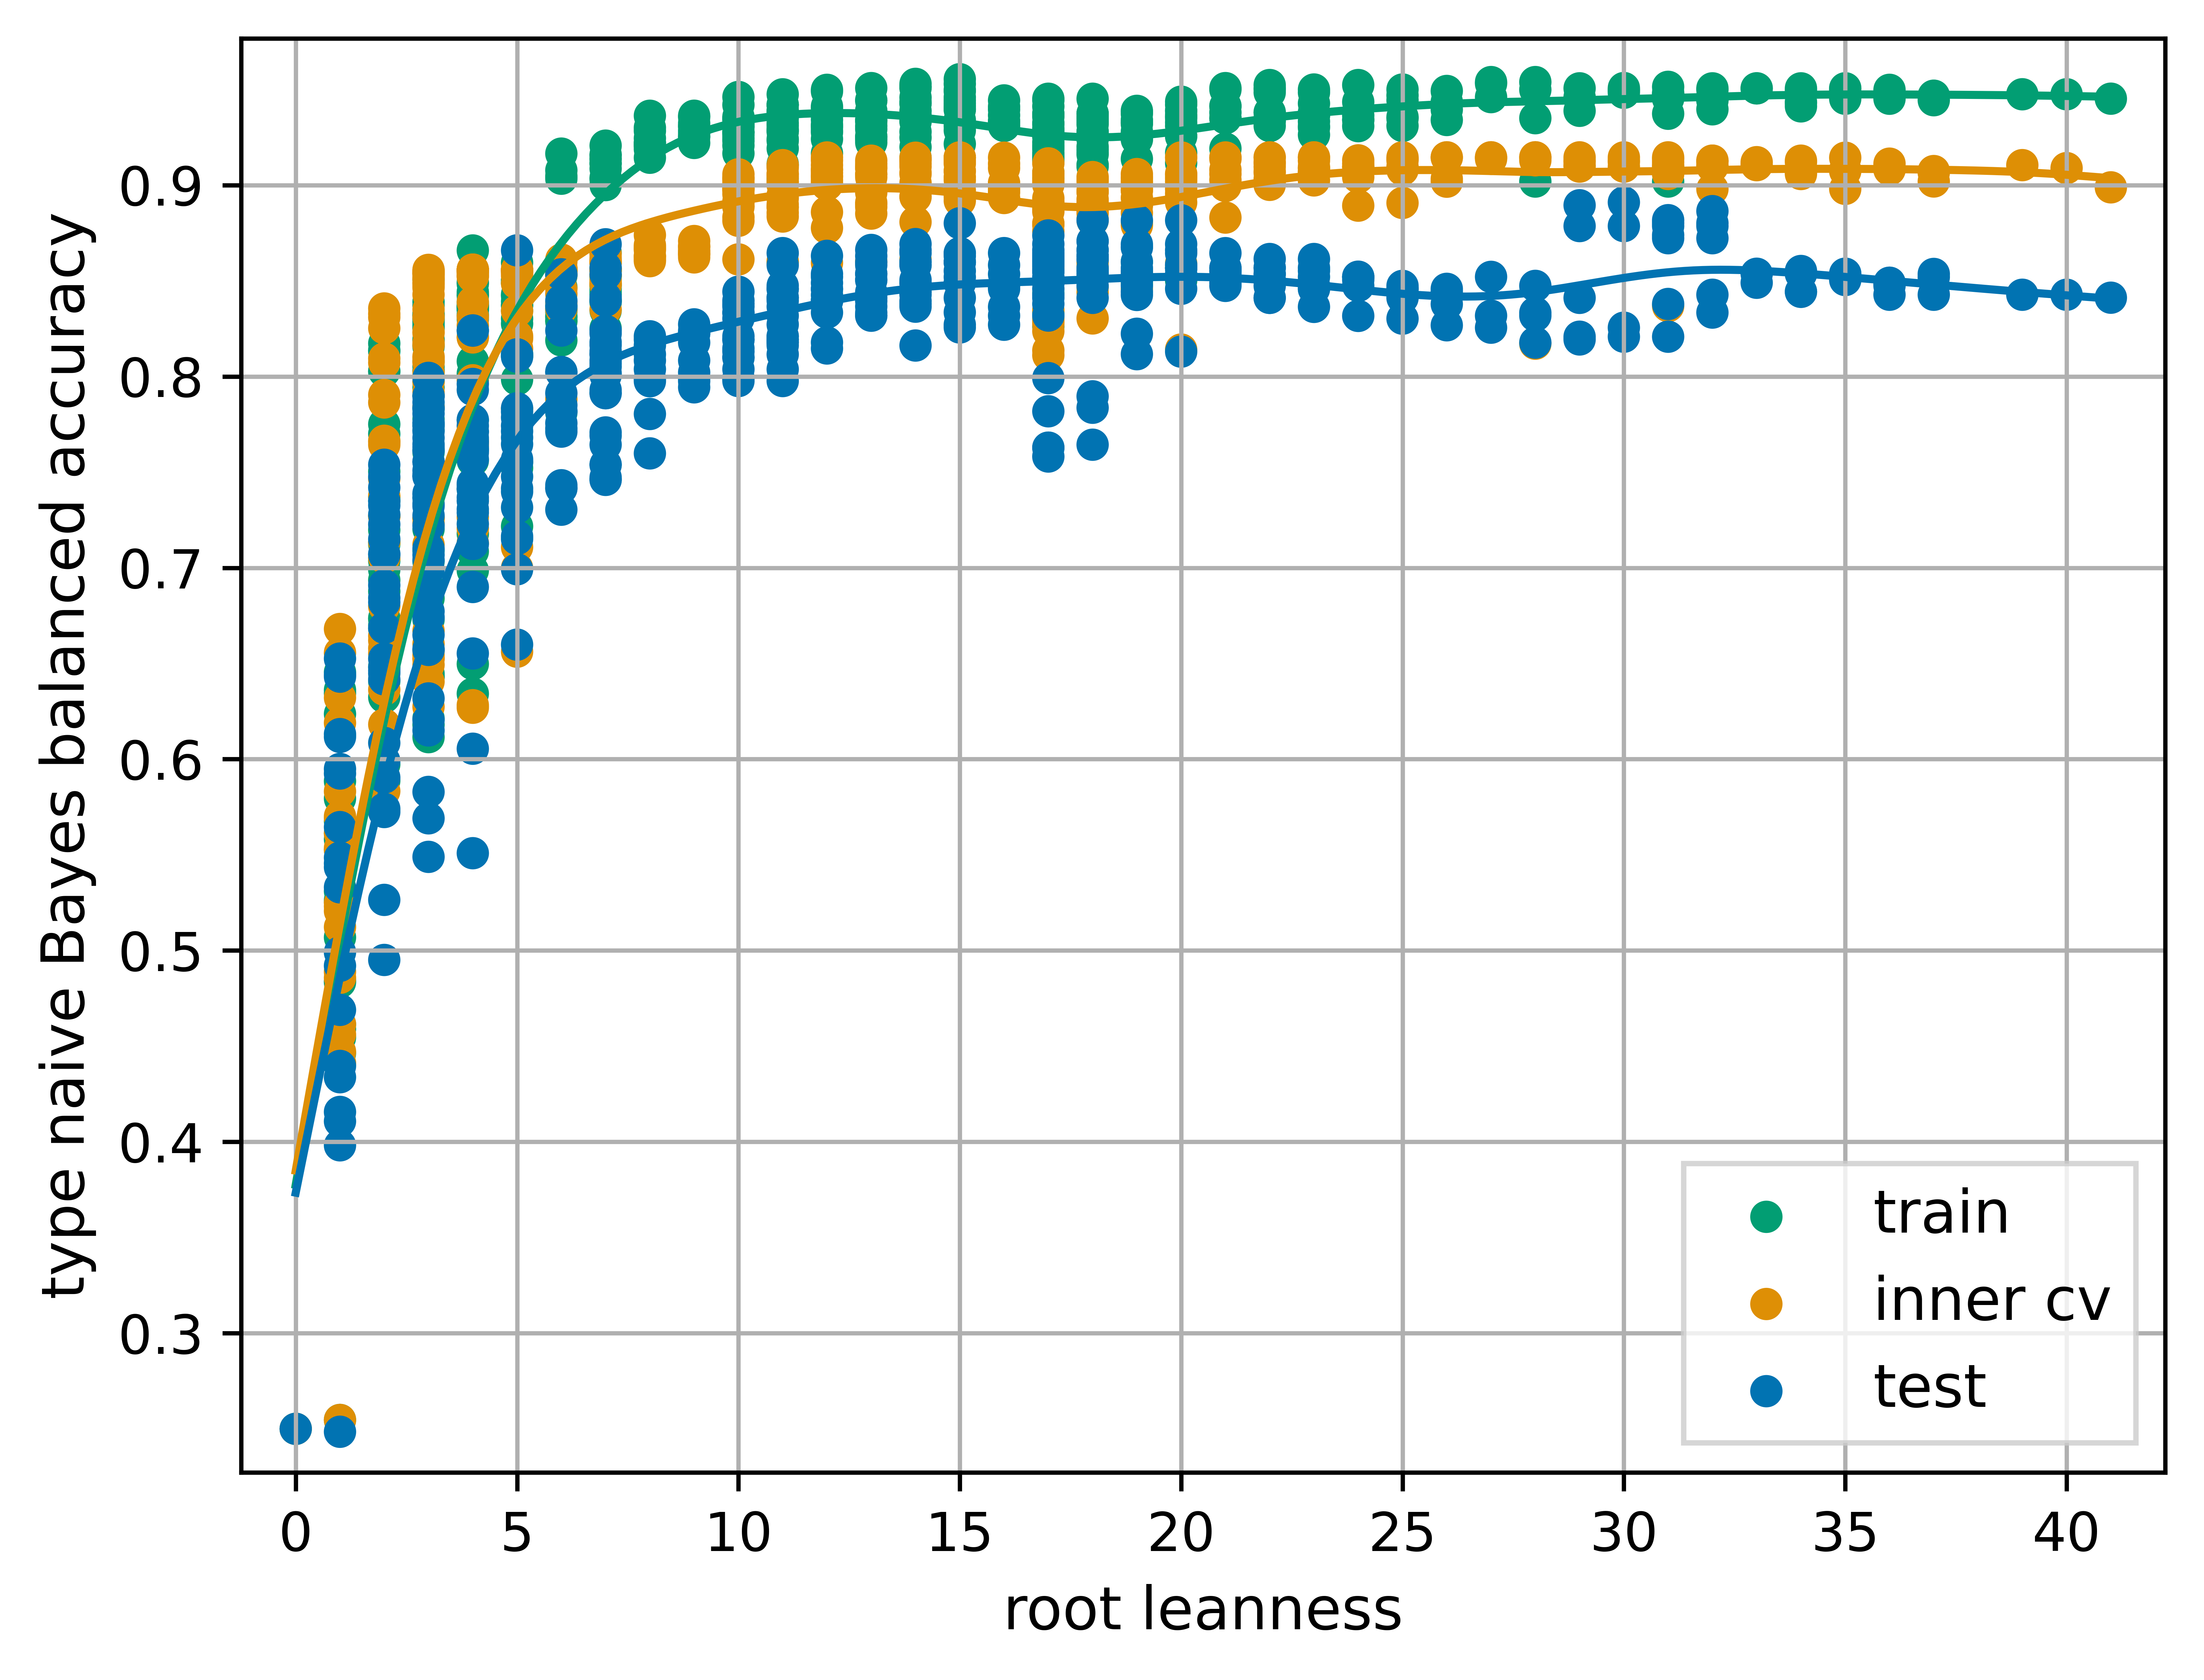 type naive Bayes balanced accuracy
0.9
0.8
0.7
0.6
0.5
0.4
0.3
train
inner cv
test
0 5 10 15 20 25 30 35 40
root leanness